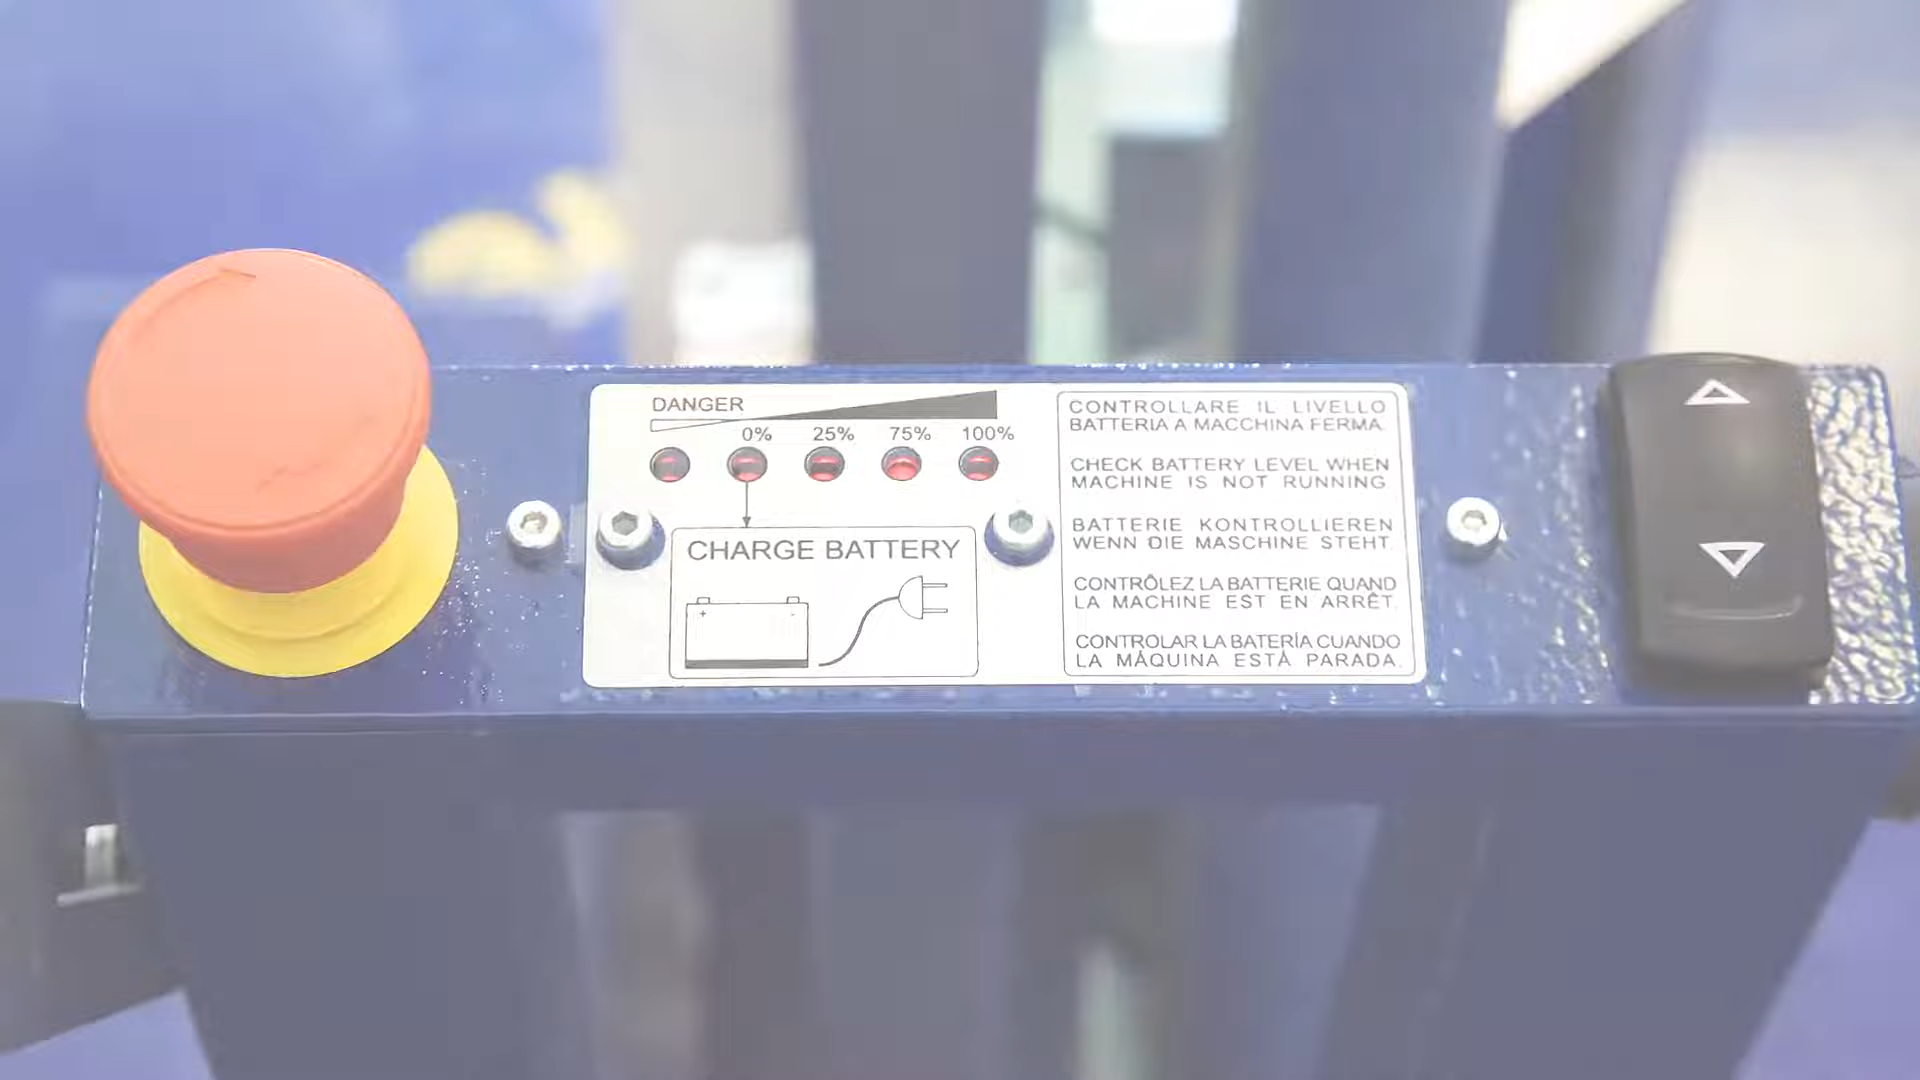 DANGER
0% 25% 75% 100%
CHARGE BATTERY
+ -
CONTROLLARE IL LIVELLO
BATTERIA A MACCHINA FERMA.
CHECK BATTERY LEVEL WHEN
MACHINE IS NOT RUNNING
BATTERIE KONTROLLIEREN
WENN DIE MASCHINE STEHT.
CONTRÔLEZ LA BATTERIE QUAND
LA MACHINE EST EN ARRÊT.
CONTROLAR LA BATERÍA CUANDO
LA MÁQUINA ESTÁ PARADA.